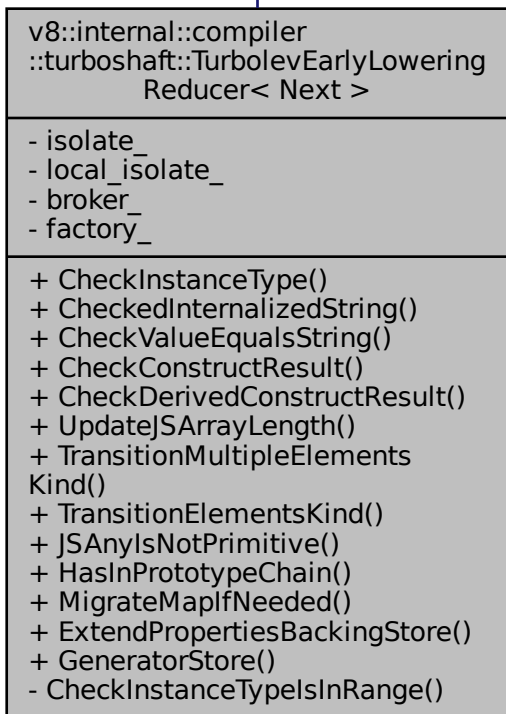 v8::internal::compiler
::turboshaft::TurbolevEarlyLowering
Reducer< Next >
- isolate_
- local_isolate_
- broker_
- factory_
+ CheckInstanceType()
+ CheckedInternalizedString()
+ CheckValueEqualsString()
+ CheckConstructResult()
+ CheckDerivedConstructResult()
+ UpdateJSArrayLength()
+ TransitionMultipleElements
Kind()
+ TransitionElementsKind()
+ JSAnyIsNotPrimitive()
+ HasInPrototypeChain()
+ MigrateMapIfNeeded()
+ ExtendPropertiesBackingStore()
+ GeneratorStore()
- CheckInstanceTypeIsInRange()